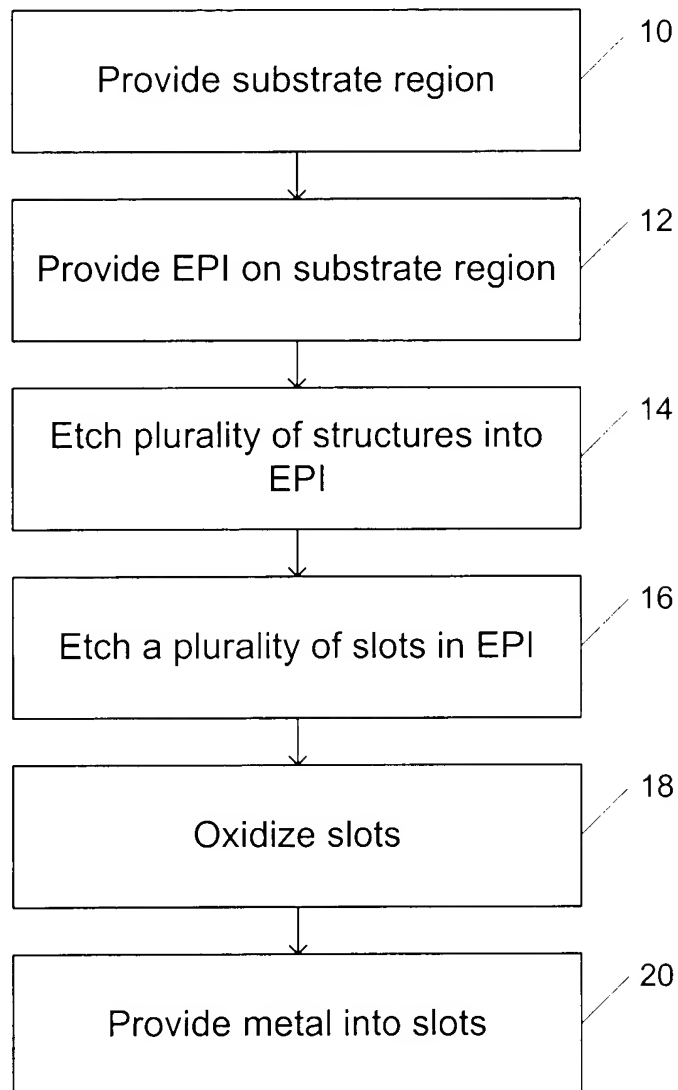 10
Provide substrate region
12
Provide EPI on substrate region
14
Etch plurality of structures into
EPI
16
Etch a plurality of slots in EPI
18
Oxidize slots
20
Provide metal into slots